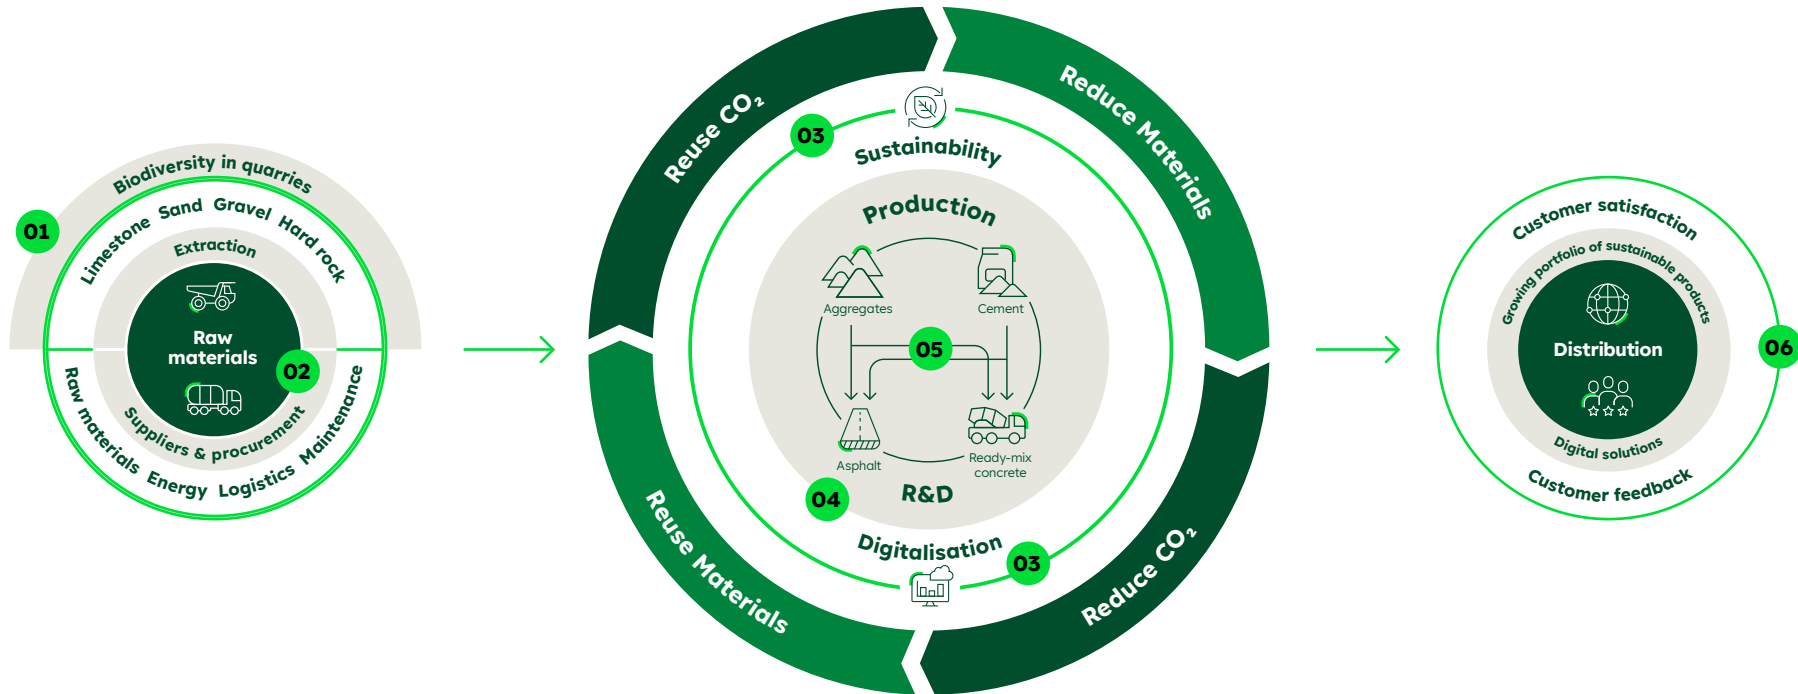 Biodiversity in quarries
01
Limestone Sand Gravel Hard rock
Extraction
Raw
materials
02
Suppliers & procurement
Raw materials Energy Logistics Maintenance
Reuse CO₂
Reduce Materials
03
Sustainability
Production
Aggregates
Cement
05
Asphalt
Ready-mix
concrete
04
R&D
Digitalisation
03
Reuse Materials
Reduce CO₂
Customer satisfaction
Growing portfolio of sustainable products
Distribution
06
Digital solutions
Customer feedback